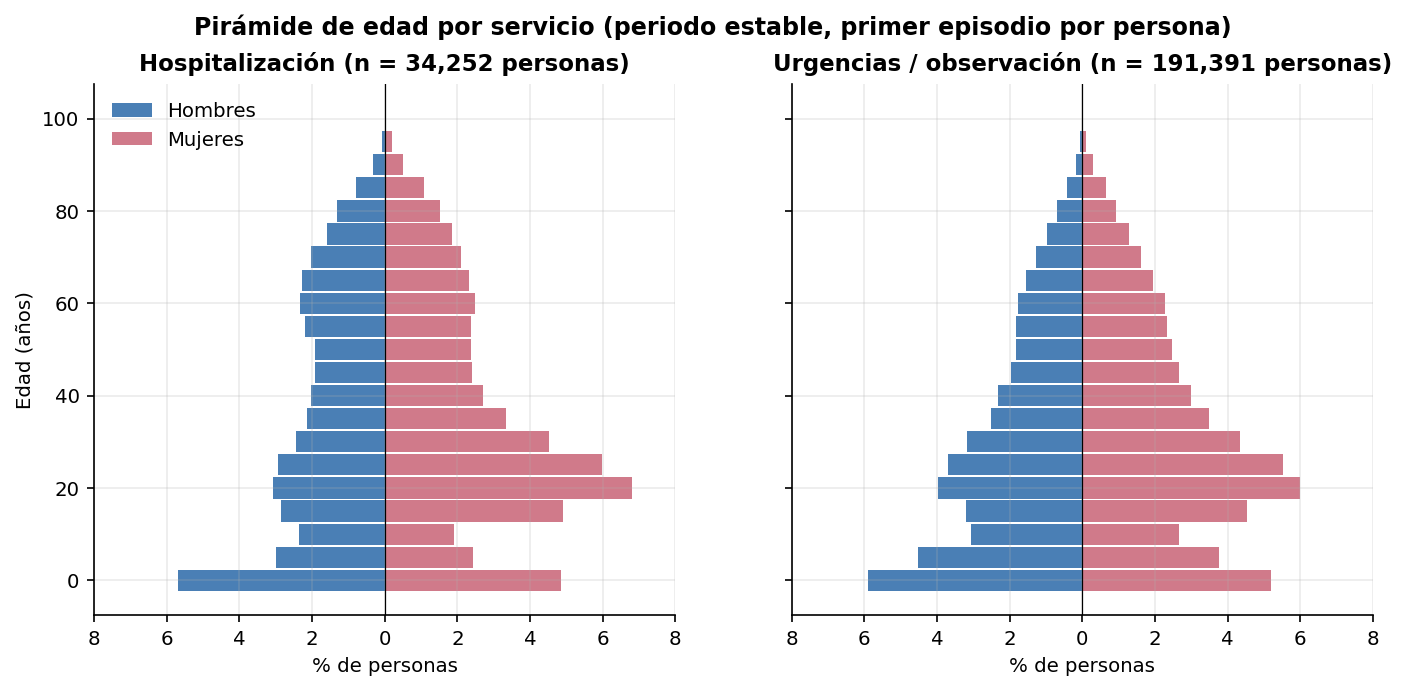 Pirámide de edad por servicio (periodo estable, primer episodio por persona)
Hospitalización (n = 34,252 personas)
Urgencias / observación (n = 191,391 personas)
Hombres
Mujeres
Edad (años)
100
80
60
40
20
0
8 6 4 2 0 2 4 6 8
8 6 4 2 0 2 4 6 8
% de personas
% de personas